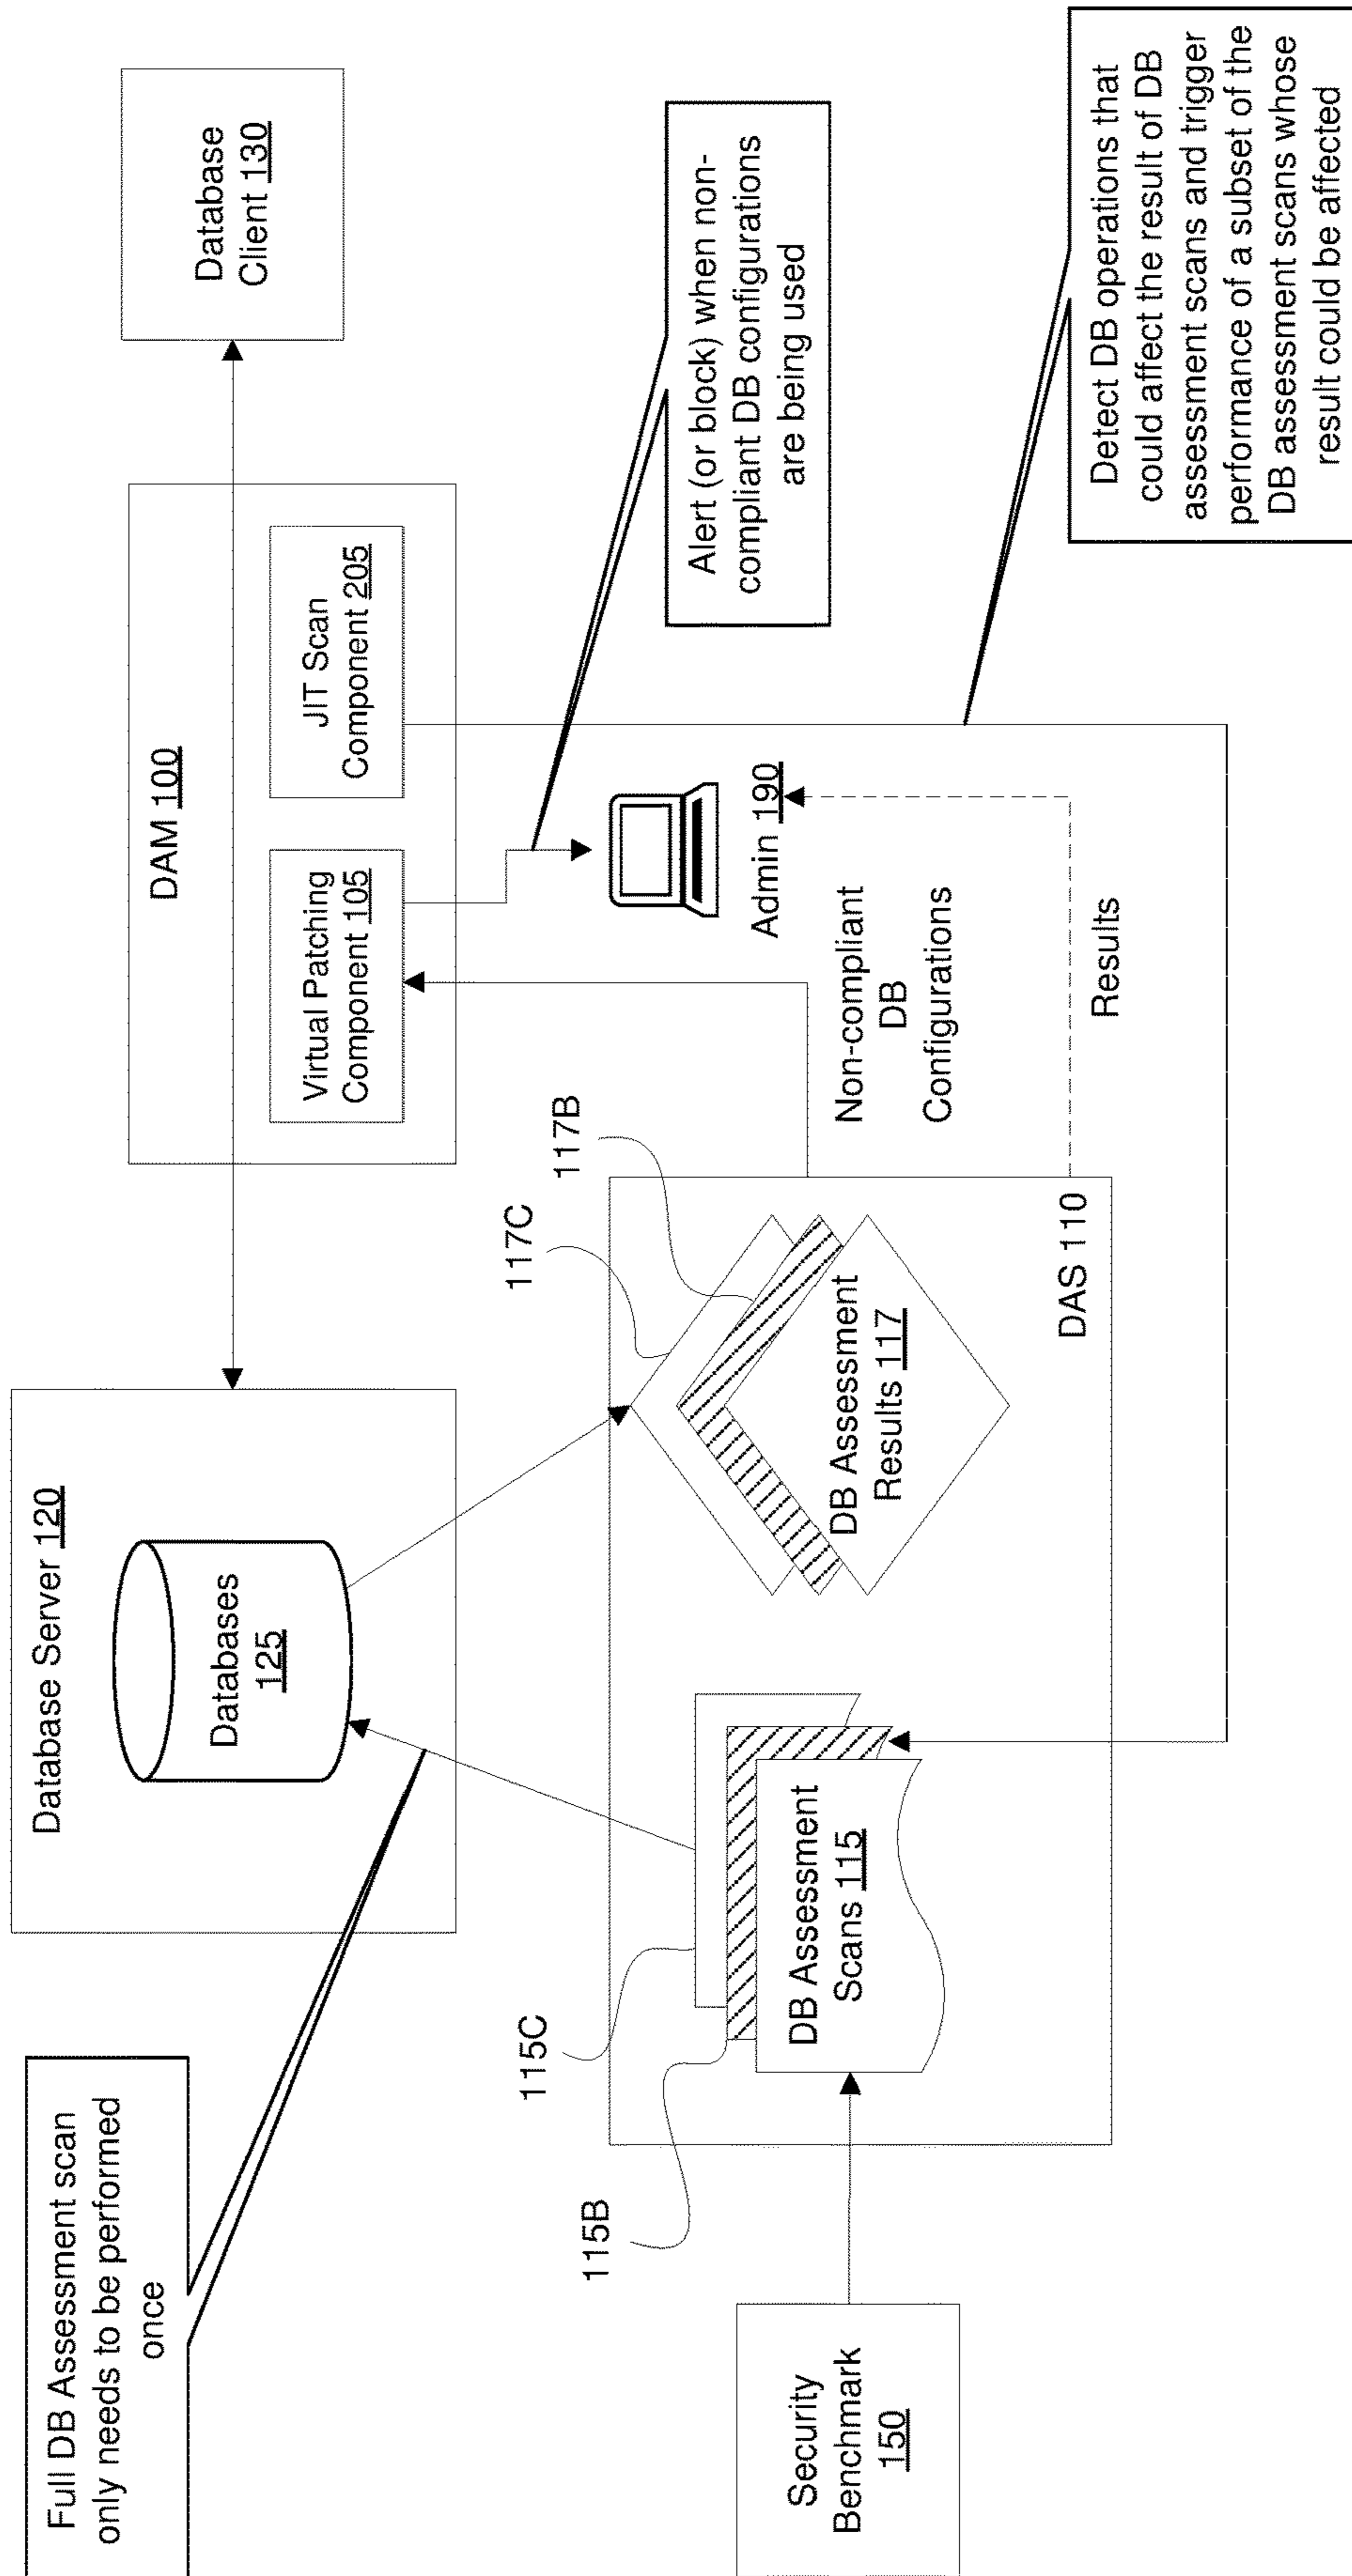 Full DB Assessment scan
only needs to be performed
once
Database Server 120
Databases
125
DAM 100
Virtual Patching
Component 105
JIT Scan
Component 205
Database
Client 130
Alert (or block) when non-
compliant DB configurations
are being used
Admin 190
Security
Benchmark
150
115B
115C
DB Assessment
Scans 115
117C
117B
DB Assessment
Results 117
DAS 110
Non-compliant
DB
Configurations
Results
Detect DB operations that
could affect the result of DB
assessment scans and trigger
performance of a subset of the
DB assessment scans whose
result could be affected